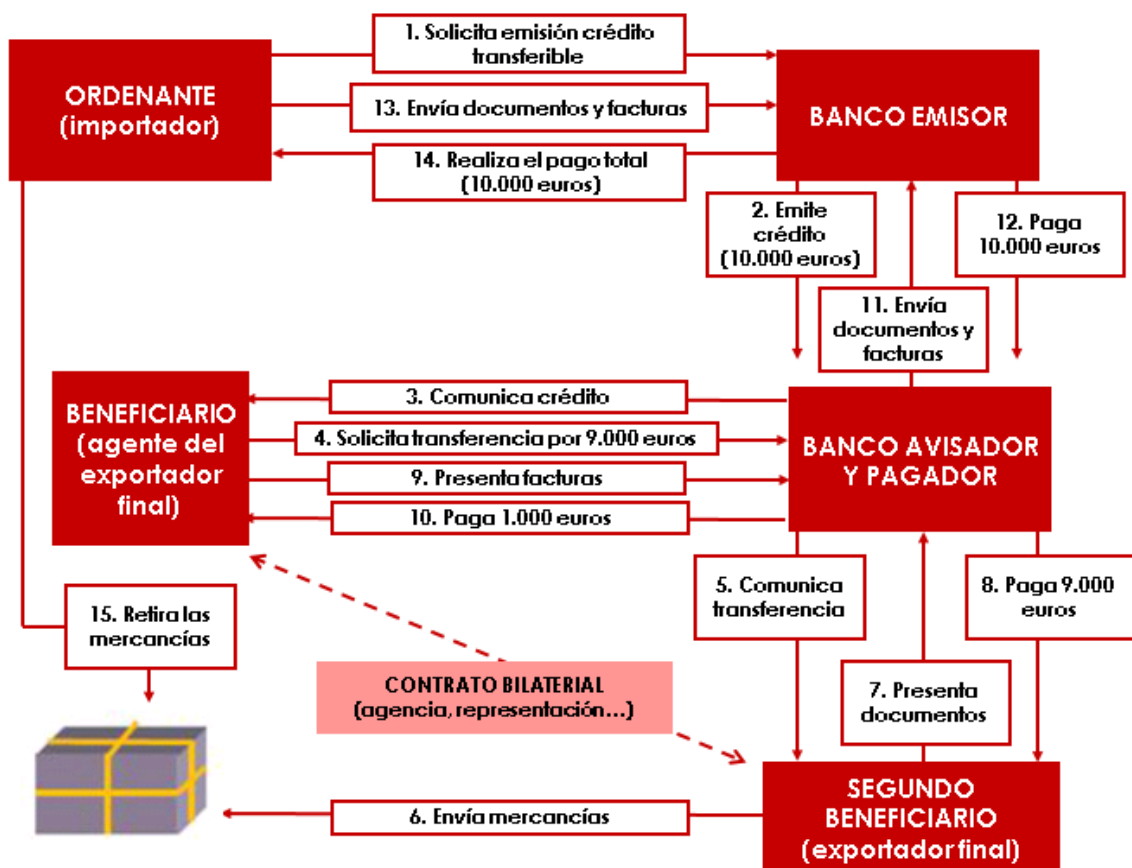 1. Solicita emisión crédito
transferible
ORDENANTE
(importador)
13. Envía documentos y facturas
BANCO EMISOR
14. Realiza el pago total
(10.000 euros)
2. Emite
crédito
(10.000 euros)
12. Paga
10.000 euros
11. Envía
documentos y
facturas
BENEFICIARIO
(agente del
exportador
final)
3. Comunica crédito
4. Solicita transferencia por 9.000 euros
9. Presenta facturas
10. Paga 1.000 euros
BANCO AVISADOR
Y PAGADOR
5. Comunica
transferencia
8. Paga 9.000
euros
15. Retira las
mercancías
CONTRATO BILATERIAL
(agencia, representación...)
7. Presenta
documentos
6. Envía mercancías
SEGUNDO
BENEFICIARIO
(exportador final)